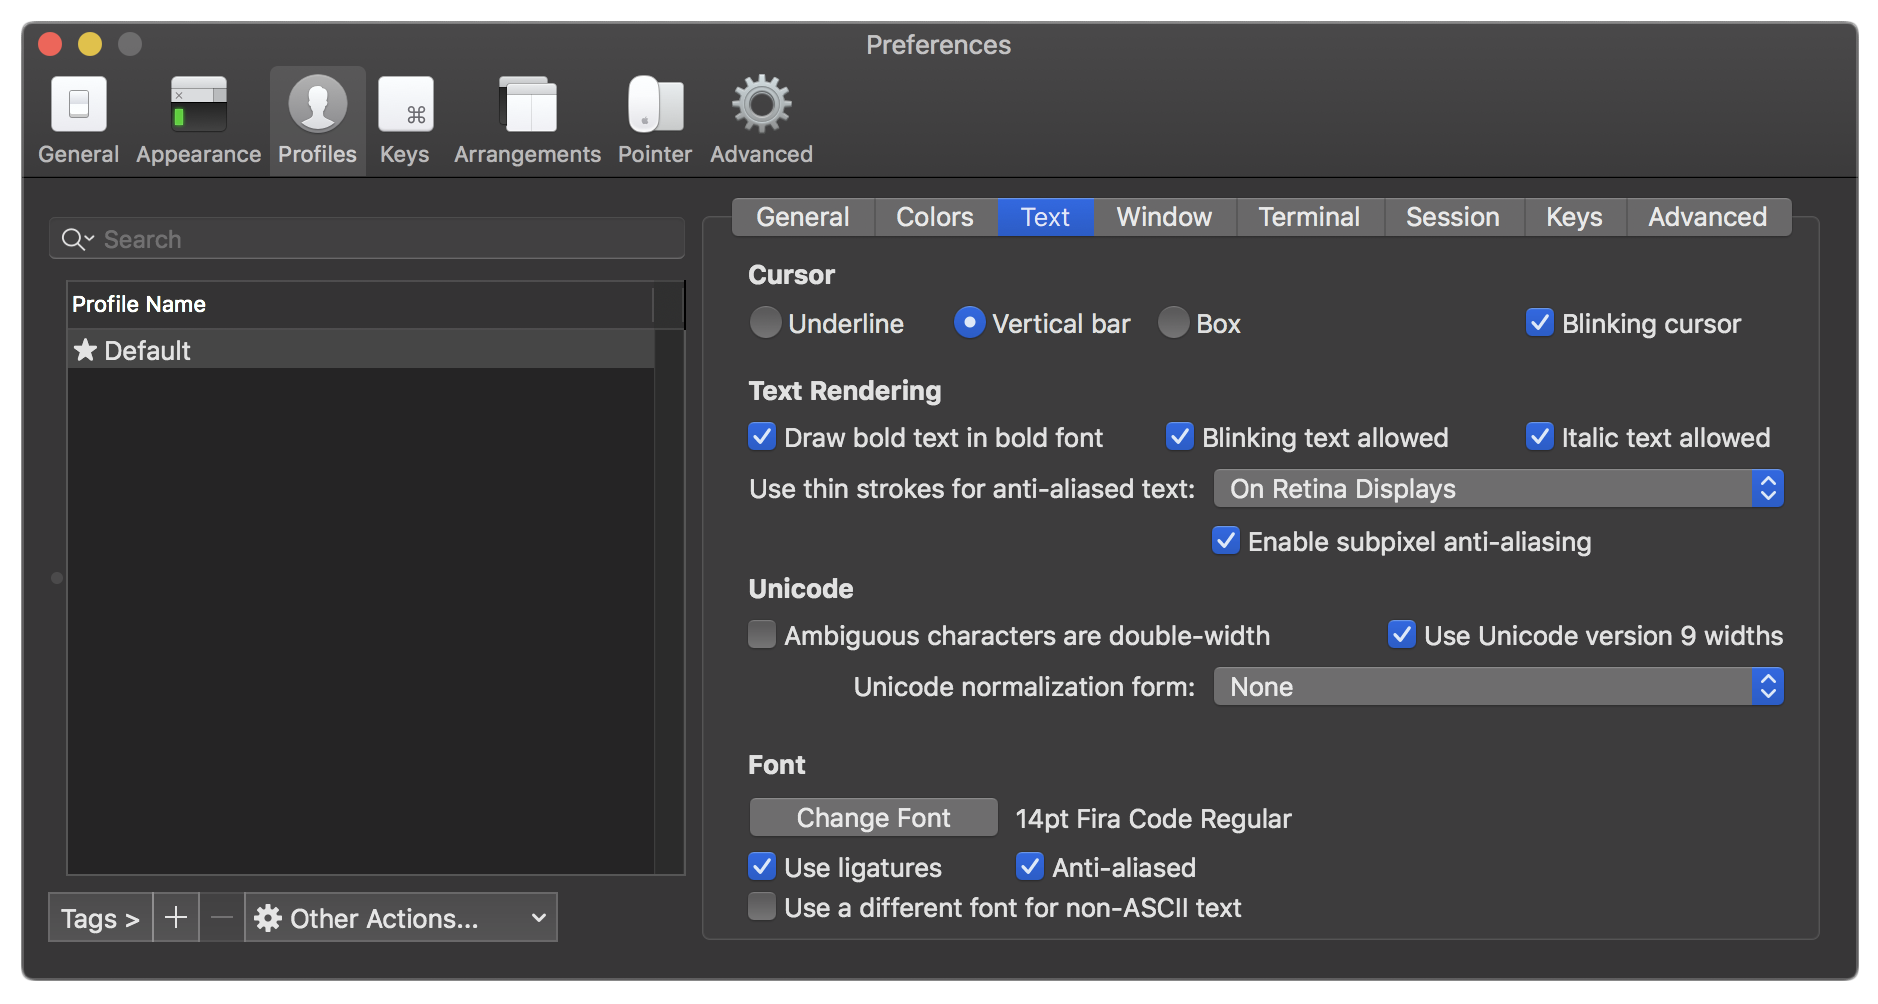 Preferences
General Appearance Profiles Keys Arrangements Pointer Advanced
Search
Profile Name
Default
Tags > + − Other Actions...
General Colors Text Window Terminal Session Keys Advanced
Cursor
Underline Vertical bar Box Blinking cursor
Text Rendering
Draw bold text in bold font Blinking text allowed Italic text allowed
Use thin strokes for anti-aliased text: On Retina Displays
Enable subpixel anti-aliasing
Unicode
Ambiguous characters are double-width Use Unicode version 9 widths
Unicode normalization form: None
Font
Change Font 14pt Fira Code Regular
Use ligatures Anti-aliased
Use a different font for non-ASCII text